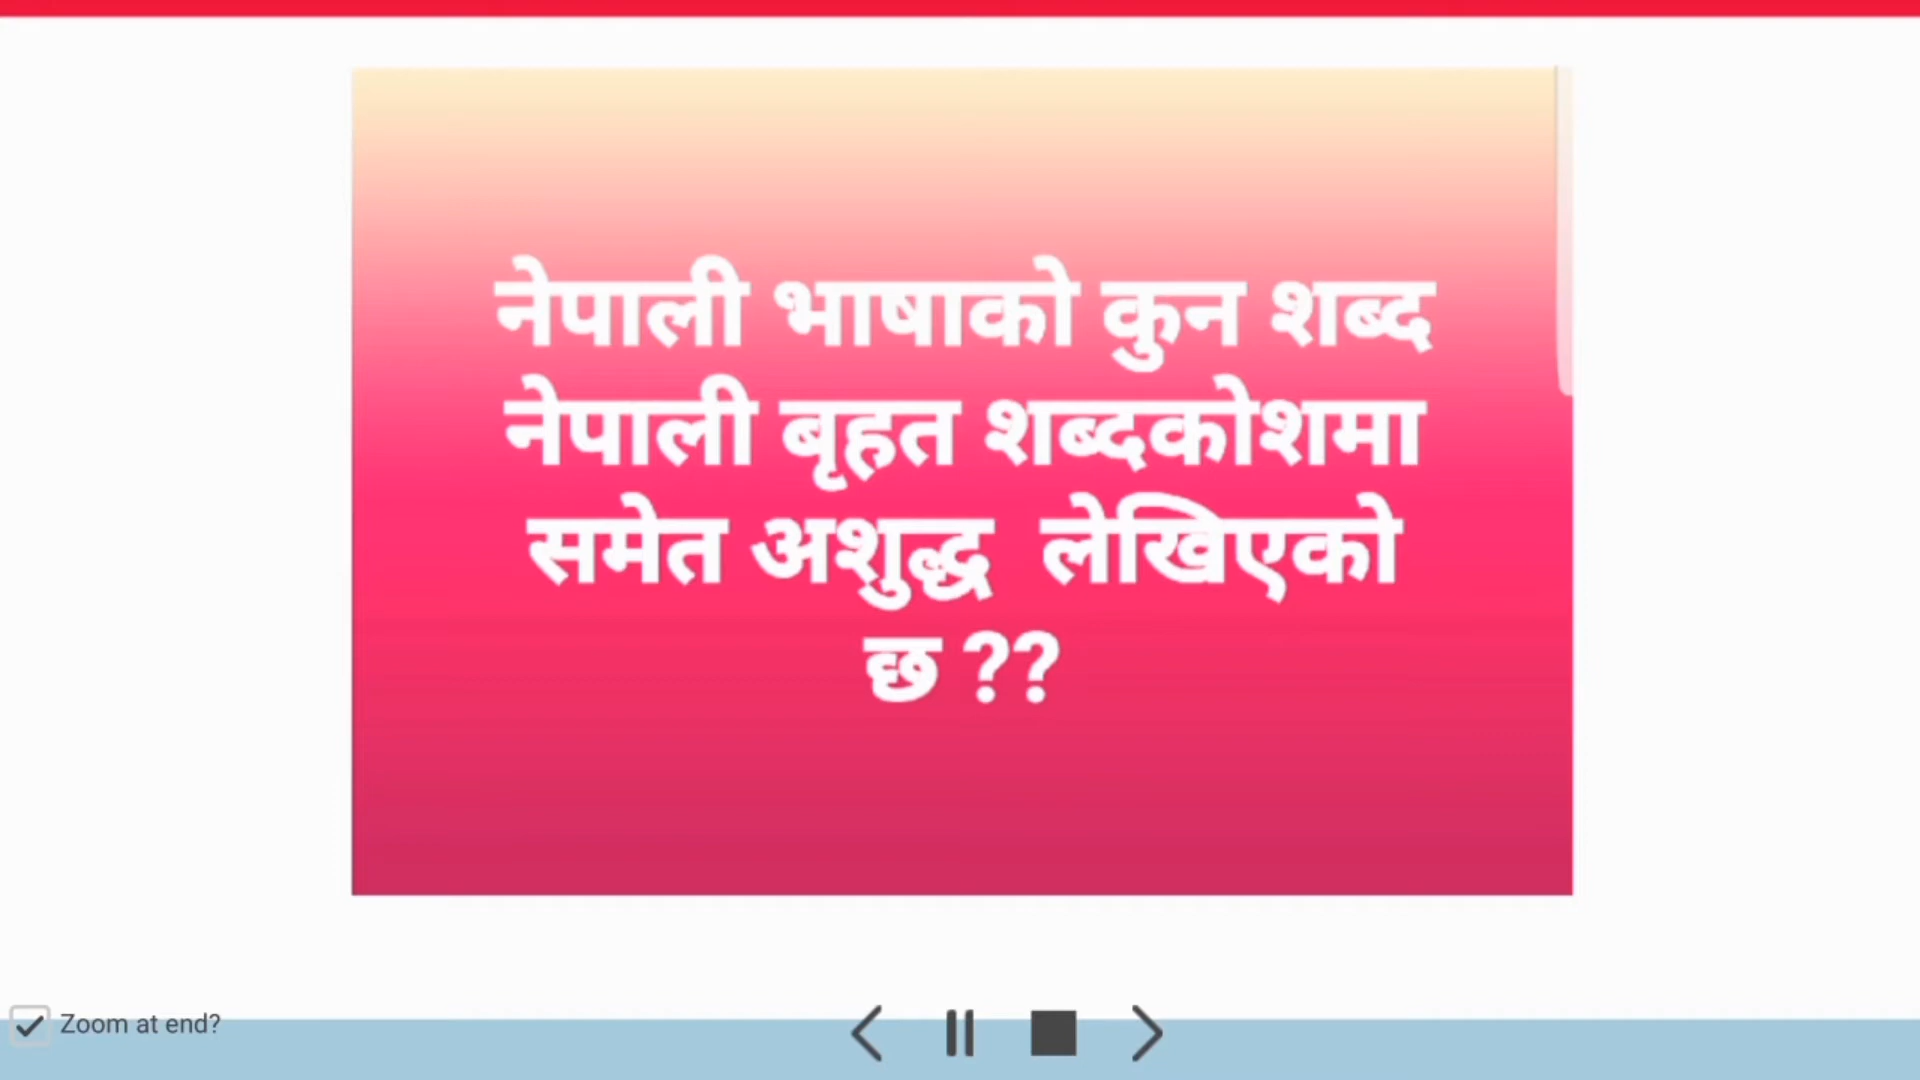 नेपाली भाषाको कुन शब्द
नेपाली बृहत शब्दकोशमा
समेत अशुद्ध लेखिएको
छ ??
Zoom at end?